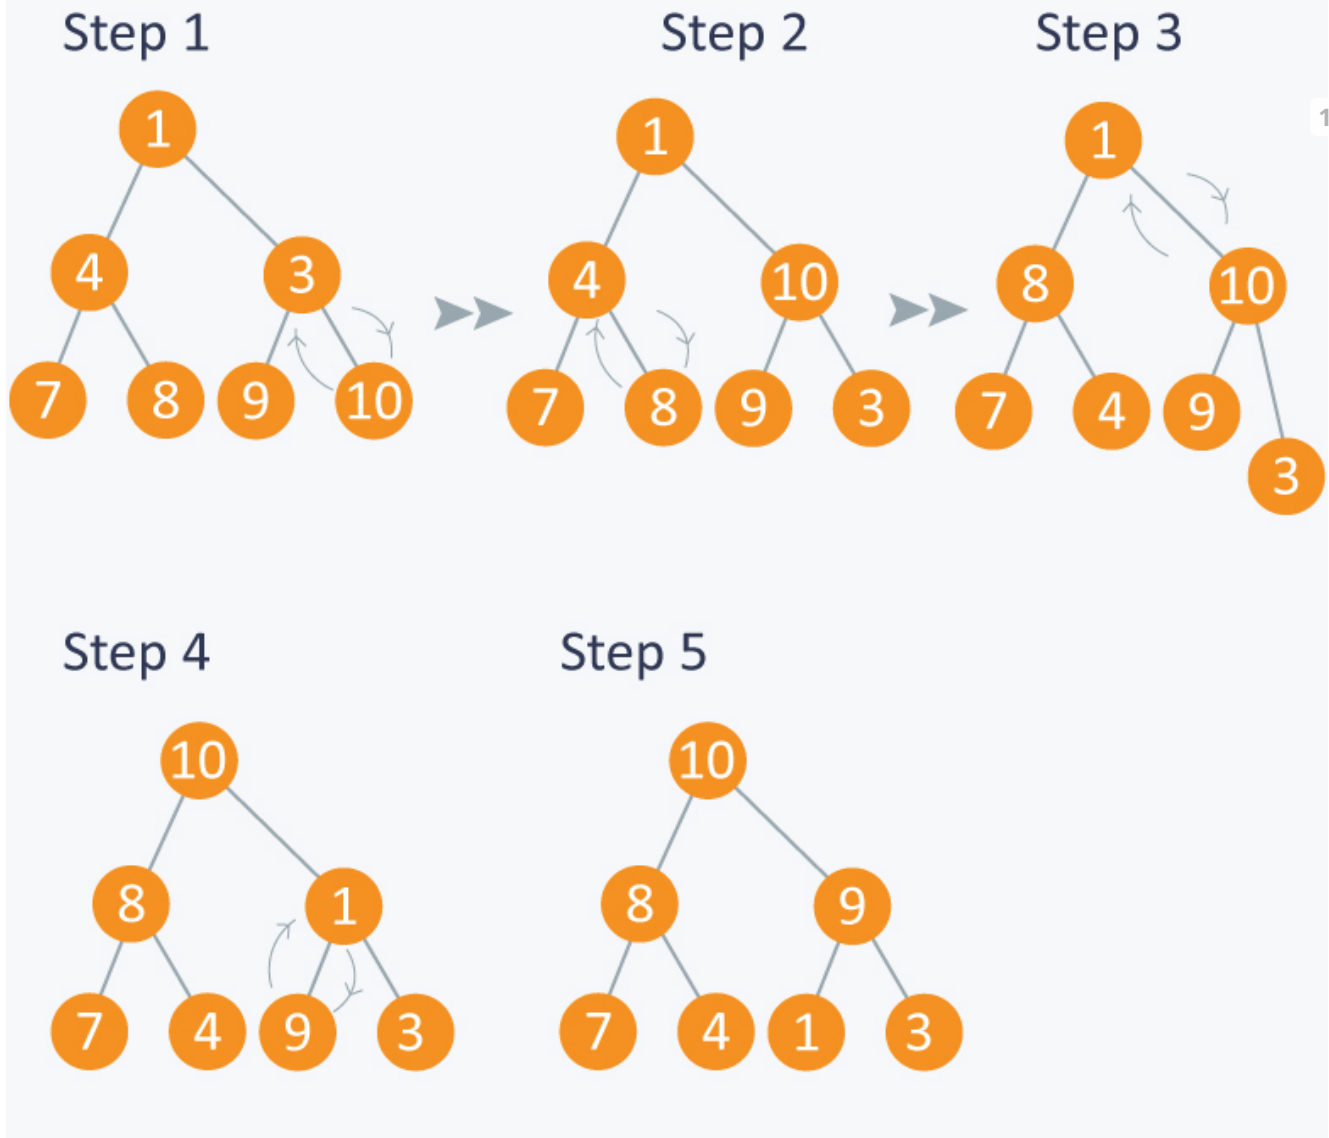 Step 1 Step 2 Step 3
1 1 1 1
4 3 4 10 8 10
7 8 9 10 7 8 9 3 7 4 9
3
Step 4 Step 5
10 10
8 1 8 9
7 4 9 3 7 4 1 3